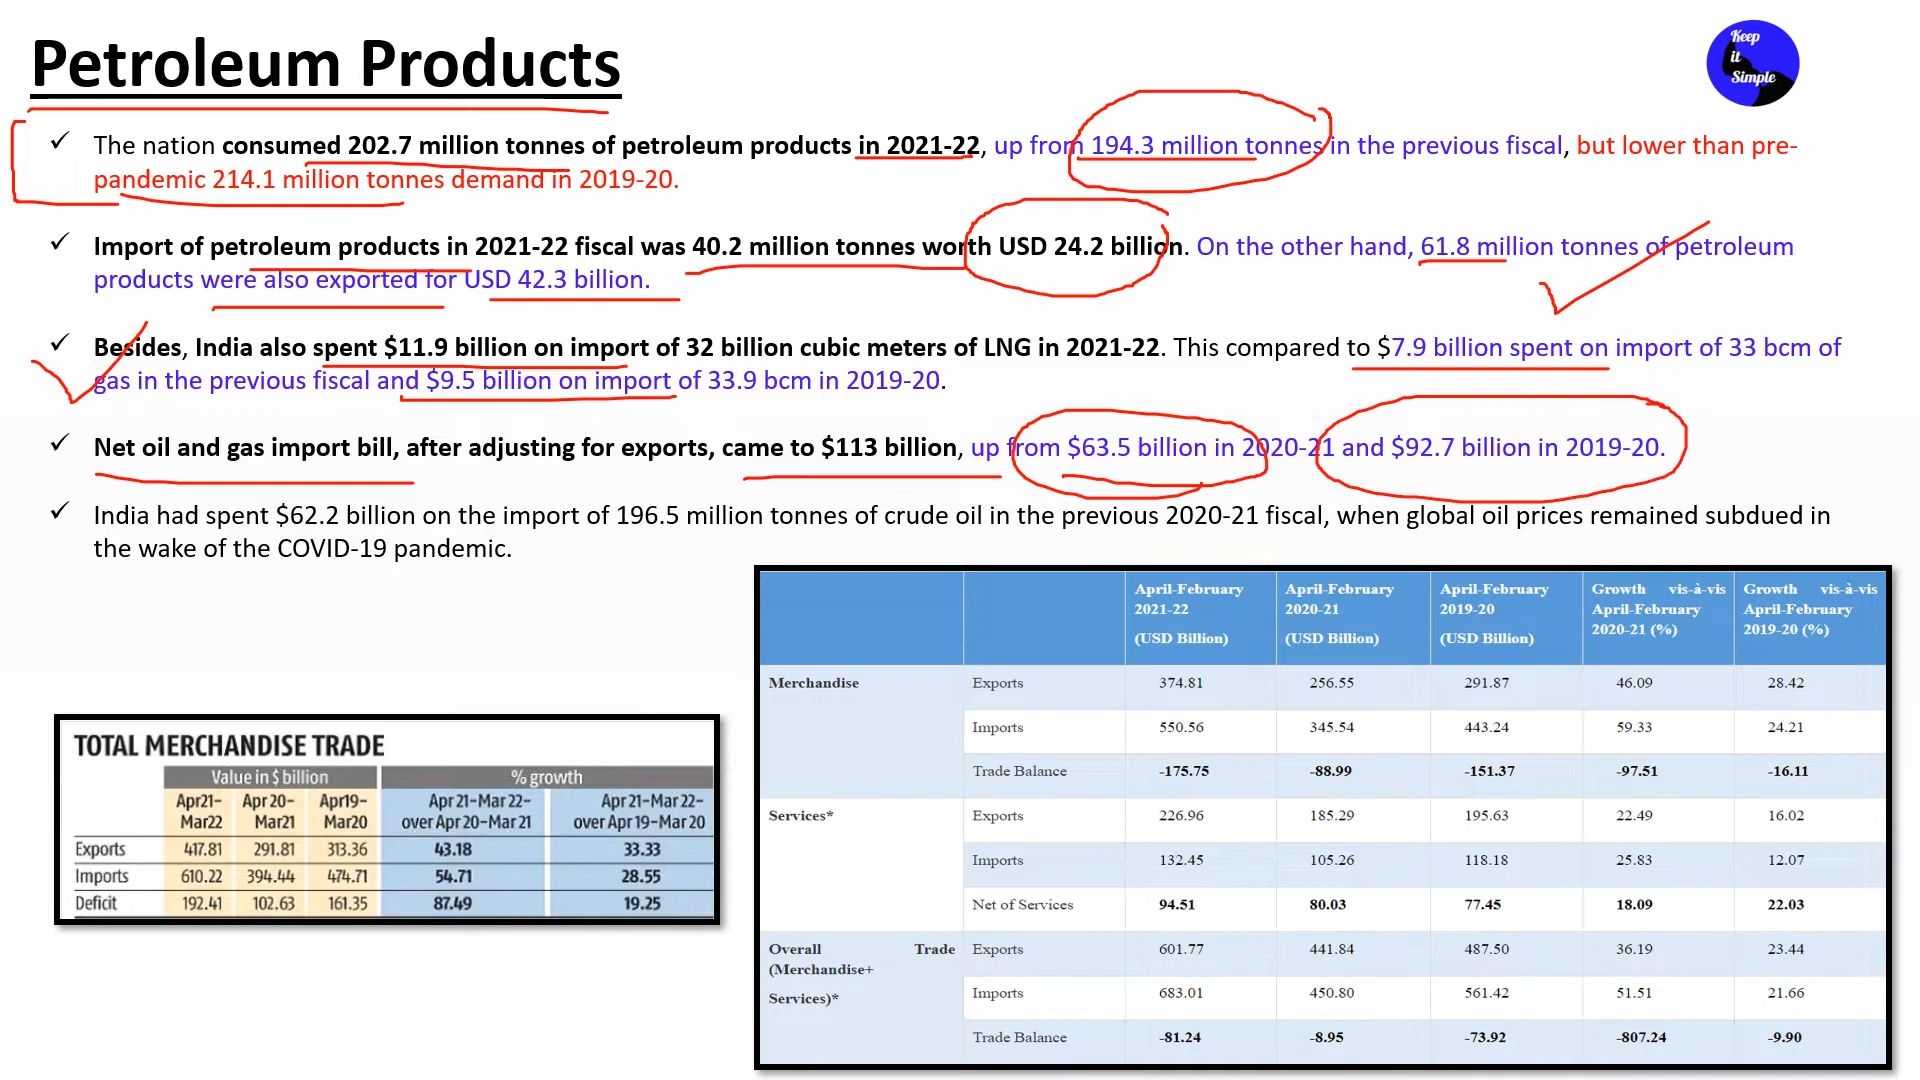 Petroleum Products
Keep
it
Simple
✓ The nation consumed 202.7 million tonnes of petroleum products in 2021-22, up from 194.3 million tonnes in the previous fiscal, but lower than pre-
pandemic 214.1 million tonnes demand in 2019-20.
✓ Import of petroleum products in 2021-22 fiscal was 40.2 million tonnes worth USD 24.2 billion. On the other hand, 61.8 million tonnes of petroleum
products were also exported for USD 42.3 billion.
✓ Besides, India also spent $11.9 billion on import of 32 billion cubic meters of LNG in 2021-22. This compared to $7.9 billion spent on import of 33 bcm of
gas in the previous fiscal and $9.5 billion on import of 33.9 bcm in 2019-20.
✓ Net oil and gas import bill, after adjusting for exports, came to $113 billion, up from $63.5 billion in 2020-21 and $92.7 billion in 2019-20.
✓ India had spent $62.2 billion on the import of 196.5 million tonnes of crude oil in the previous 2020-21 fiscal, when global oil prices remained subdued in
the wake of the COVID-19 pandemic.
TOTAL MERCHANDISE TRADE
Value in $ billion % growth
Apr21- Apr 20- Apr19- Apr 21-Mar 22- Apr 21-Mar 22-
Mar22 Mar21 Mar20 over Apr 20-Mar 21 over Apr 19-Mar 20
Exports 417.81 291.81 313.36 43.18 33.33
Imports 610.22 394.44 474.71 54.71 28.55
Deficit 192.41 102.63 161.35 87.49 19.25
April-February April-February April-February Growth vis-à-vis Growth vis-à-vis
2021-22 2020-21 2019-20 April-February April-February
(USD Billion) (USD Billion) (USD Billion) 2020-21 (%) 2019-20 (%)
Merchandise Exports 374.81 256.55 291.87 46.09 28.42
Imports 550.56 345.54 443.24 59.33 24.21
Trade Balance -175.75 -88.99 -151.37 -97.51 -16.11
Services* Exports 226.96 185.29 195.63 22.49 16.02
Imports 132.45 105.26 118.18 25.83 12.07
Net of Services 94.51 80.03 77.45 18.09 22.03
Overall Trade Exports 601.77 441.84 487.50 36.19 23.44
(Merchandise+
Services)* Imports 683.01 450.80 561.42 51.51 21.66
Trade Balance -81.24 -8.95 -73.92 -807.24 -9.90